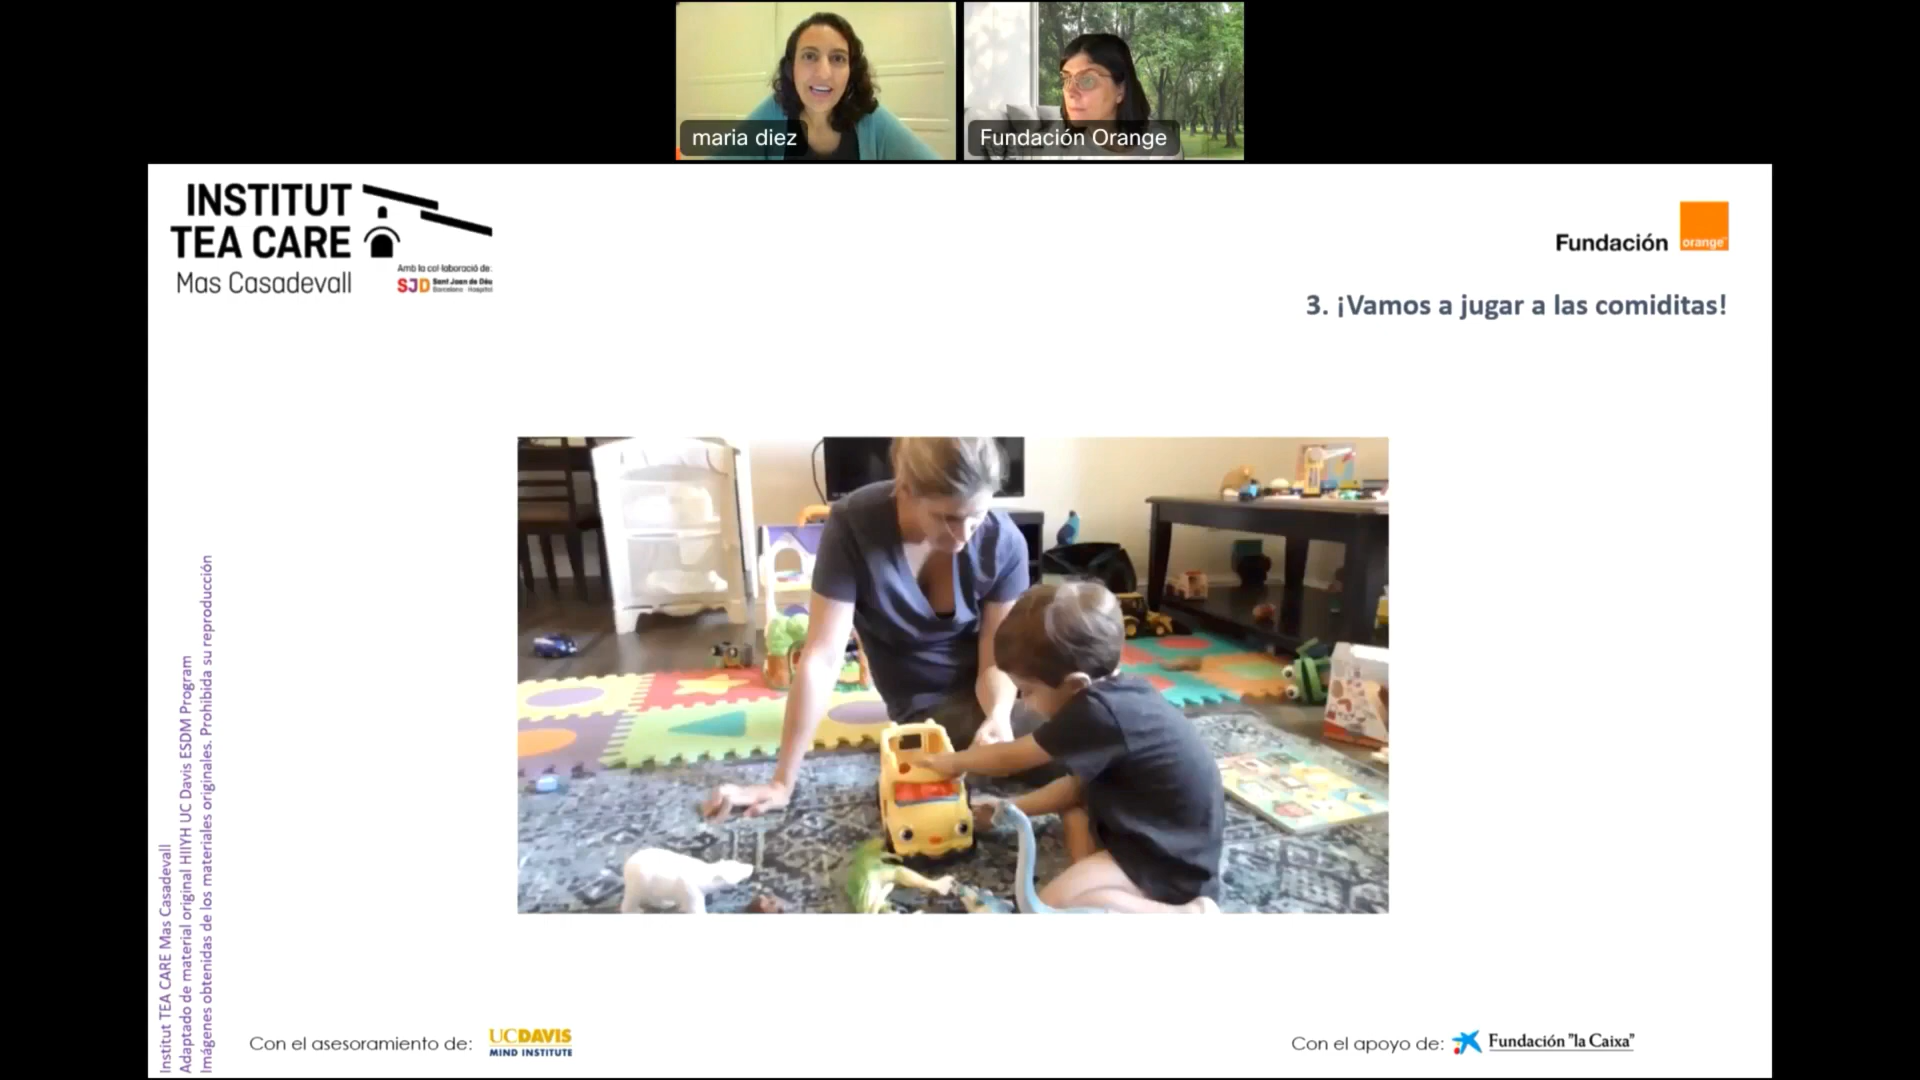 maria diez
Fundación Orange
INSTITUT
TEA CARE
Mas Casadevall
Amb la col·laboració de:
SJD Sant Joan de Déu
Barcelona · Hospital
Fundación
orange™
3. ¡Vamos a jugar a las comiditas!
Institut TEA CARE Mas Casadevall
Adaptado de material original HIIYH UC Davis ESDM Program
Imágenes obtenidas de los materiales originales. Prohibida su reproducción
Con el asesoramiento de:
UCDAVIS
MIND INSTITUTE
Con el apoyo de:
Fundación "la Caixa"